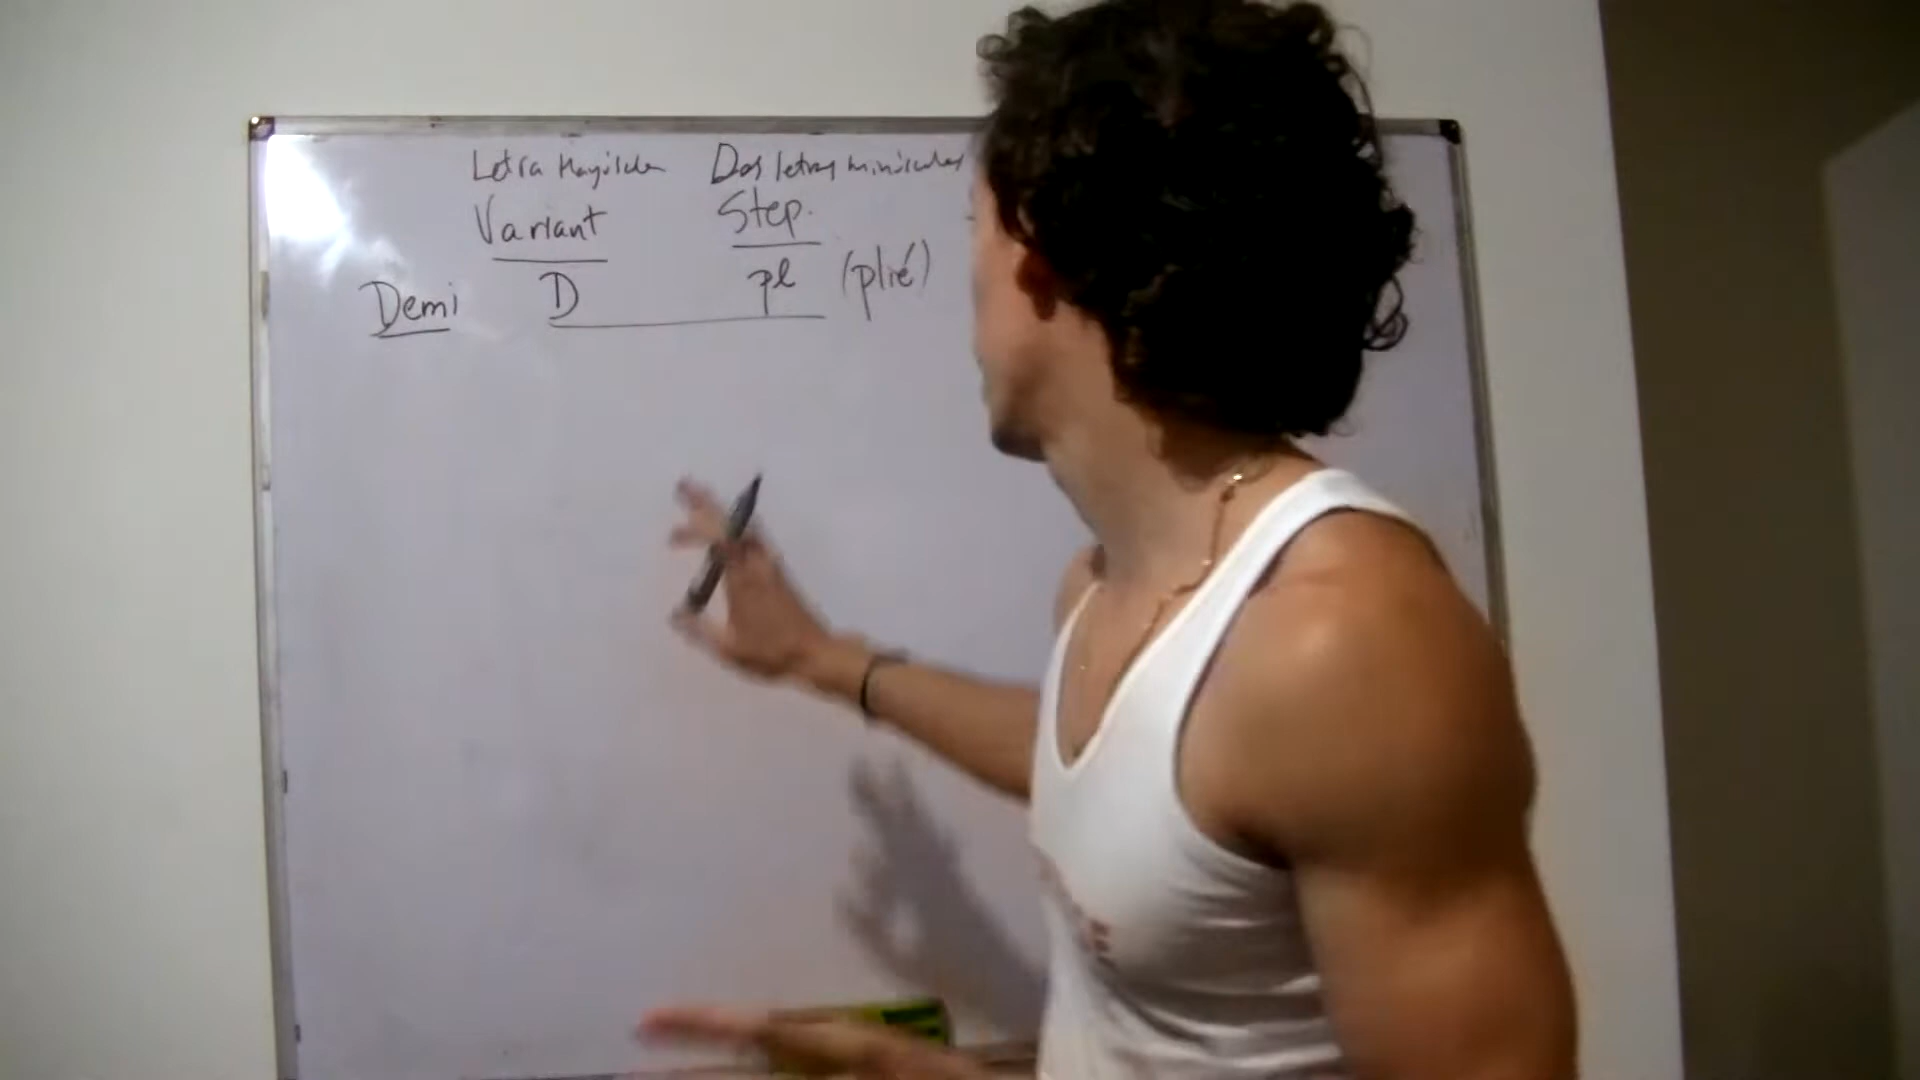 Letra Mayúscula Dos letras minúsculas
Variant Step.
Demi D pl (plié)